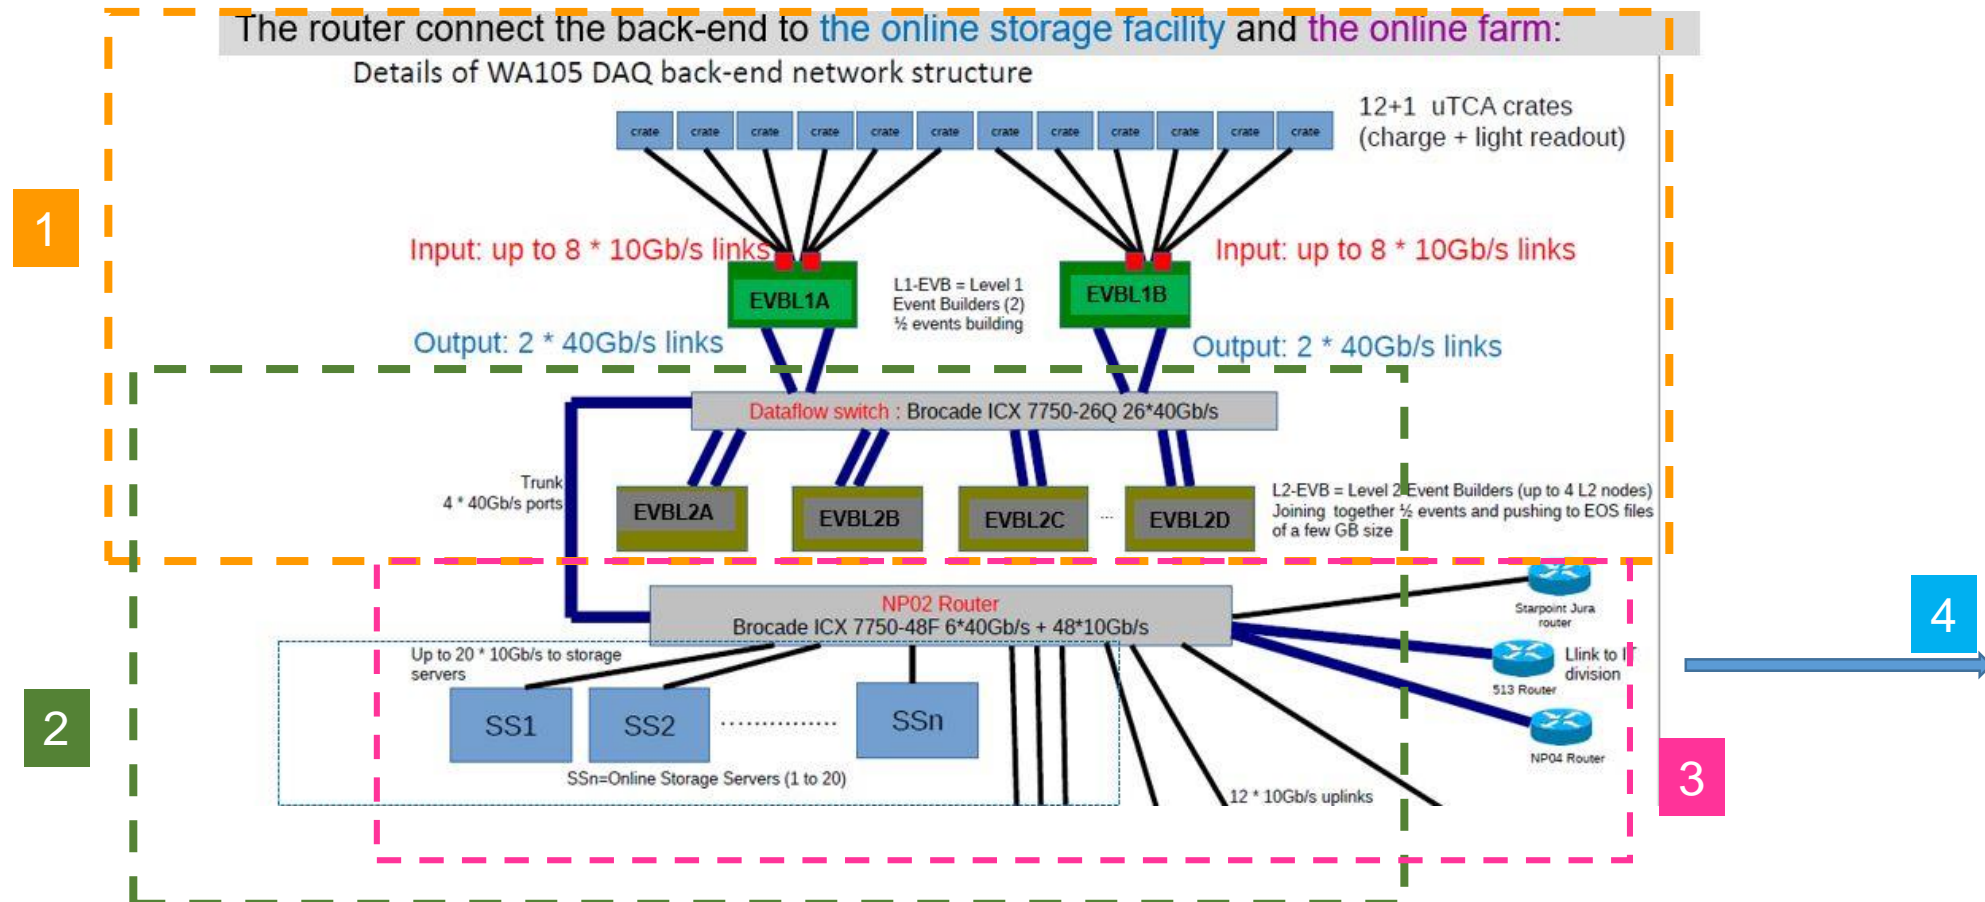 The router connect the back-end to the online storage facility and the online farm:
Details of WA105 DAQ back-end network structure
12+1 uTCA crates
(charge + light readout)
crate crate crate crate crate crate crate crate crate crate crate crate
1
Input: up to 8 * 10Gb/s links
Input: up to 8 * 10Gb/s links
EVBL1A
L1-EVB = Level 1
Event Builders (2)
½ events building
EVBL1B
Output: 2 * 40Gb/s links
Output: 2 * 40Gb/s links
Dataflow switch : Brocade ICX 7750-26Q 26*40Gb/s
Trunk
4 * 40Gb/s ports
EVBL2A
EVBL2B
EVBL2C
...
EVBL2D
L2-EVB = Level 2 Event Builders (up to 4 L2 nodes)
Joining together ½ events and pushing to EOS files
of a few GB size
NP02 Router
Brocade ICX 7750-48F 6*40Gb/s + 48*10Gb/s
Starpoint Jura
router
4
Up to 20 * 10Gb/s to storage
servers
Llink to IT
division
513 Router
2
SS1
SS2
..............
SSn
NP04 Router
3
SSn=Online Storage Servers (1 to 20)
12 * 10Gb/s uplinks